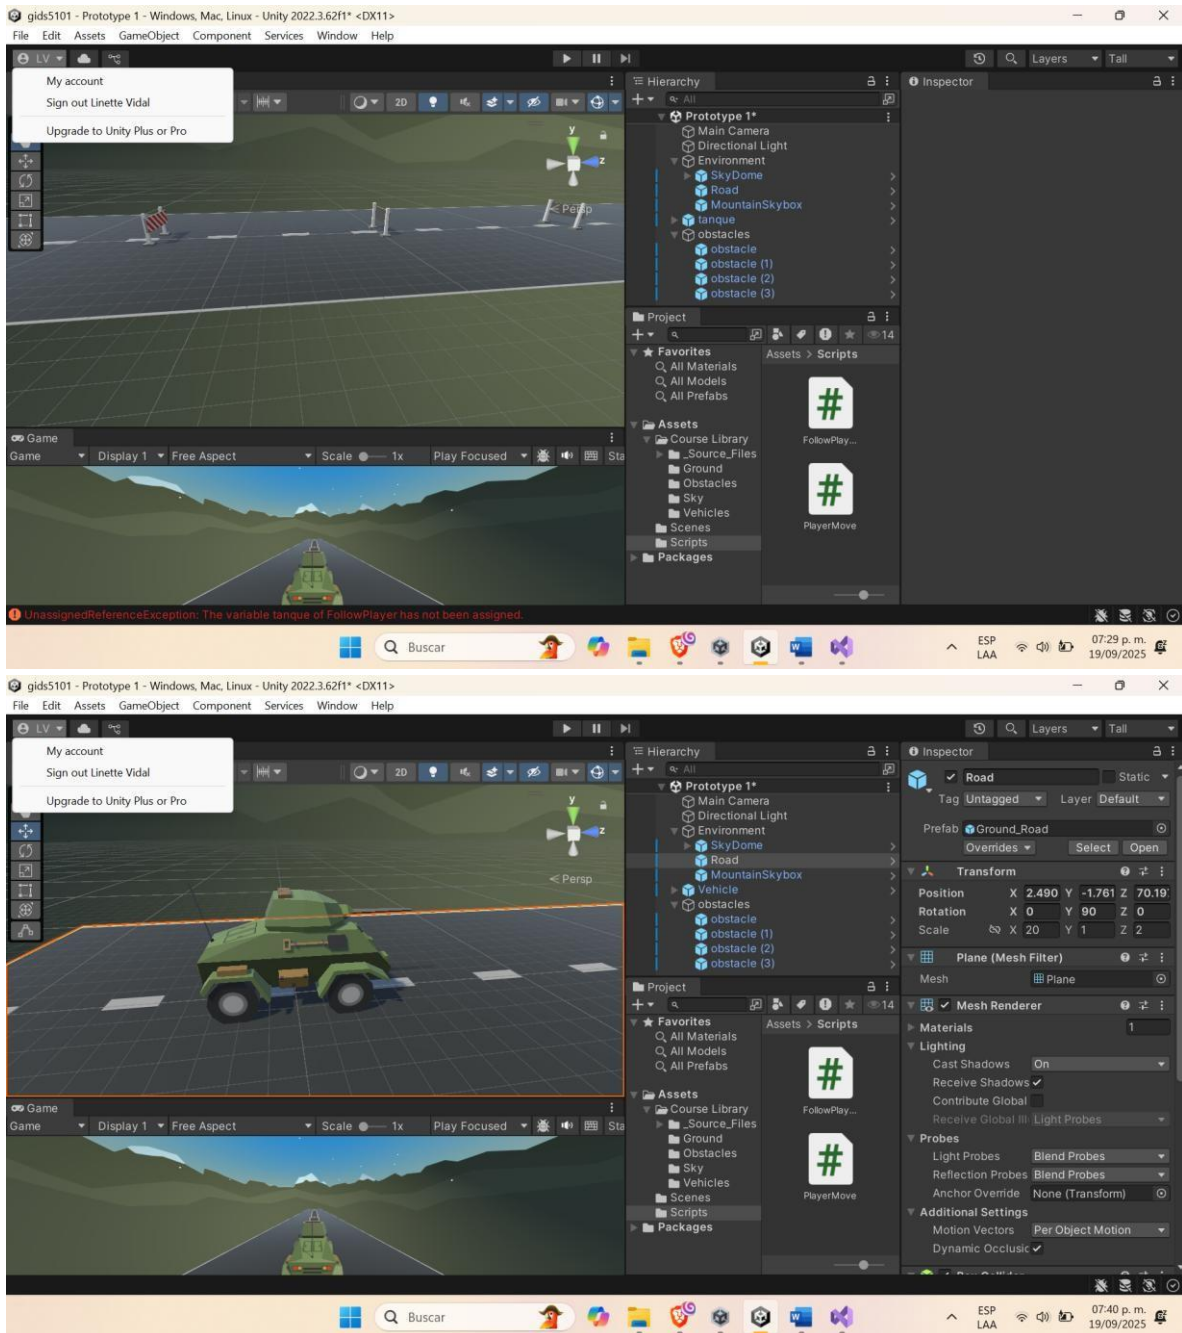 gids5101 - Prototype 1 - Windows, Mac, Linux - Unity 2022.3.62f1* <DX11>
File Edit Assets GameObject Component Services Window Help
LV Layers Tall
My account
Sign out Linette Vidal
Upgrade to Unity Plus or Pro
2D
y
z
Persp
Hierarchy
All
Prototype 1*
Main Camera
Directional Light
Environment
SkyDome
Road
MountainSkybox
tanque
obstacles
obstacle
obstacle (1)
obstacle (2)
obstacle (3)
Inspector
Project
14
Favorites
All Materials
All Models
All Prefabs
Assets
Course Library
_Source_Files
Ground
Obstacles
Sky
Vehicles
Scenes
Scripts
Packages
Assets > Scripts
FollowPlay...
PlayerMove
Game
Game Display 1 Free Aspect Scale 1x Play Focused Sta
UnassignedReferenceException: The variable tanque of FollowPlayer has not been assigned.
Buscar
ESP
LAA
07:29 p. m.
19/09/2025
gids5101 - Prototype 1 - Windows, Mac, Linux - Unity 2022.3.62f1* <DX11>
File Edit Assets GameObject Component Services Window Help
LV Layers Tall
My account
Sign out Linette Vidal
Upgrade to Unity Plus or Pro
2D
y
z
< Persp
Hierarchy
All
Prototype 1*
Main Camera
Directional Light
Environment
SkyDome
Road
MountainSkybox
Vehicle
obstacles
obstacle
obstacle (1)
obstacle (2)
obstacle (3)
Project
14
Favorites
All Materials
All Models
All Prefabs
Assets
Course Library
_Source_Files
Ground
Obstacles
Sky
Vehicles
Scenes
Scripts
Packages
Assets > Scripts
FollowPlay...
PlayerMove
Inspector
Road Static
Tag Untagged Layer Default
Prefab Ground_Road
Overrides Select Open
Transform
Position X 2.490 Y -1.761 Z 70.19
Rotation X 0 Y 90 Z 0
Scale X 20 Y 1 Z 2
Plane (Mesh Filter)
Mesh Plane
Mesh Renderer
Materials 1
Lighting
Cast Shadows On
Receive Shadows
Contribute Global
Receive Global Ill Light Probes
Probes
Light Probes Blend Probes
Reflection Probes Blend Probes
Anchor Override None (Transform)
Additional Settings
Motion Vectors Per Object Motion
Dynamic Occlusic
Game
Game Display 1 Free Aspect Scale 1x Play Focused Sta
Buscar
ESP
LAA
07:40 p. m.
19/09/2025